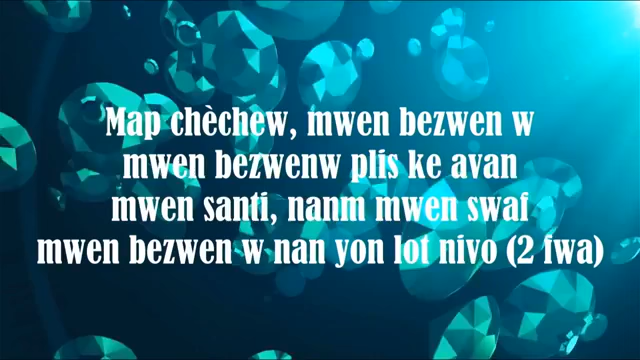 Map chèchew, mwen bezwen w
mwen bezwenw plis ke avan
mwen santi, nanm mwen swaf
mwen bezwen w nan yon lot nivo (2 fwa)